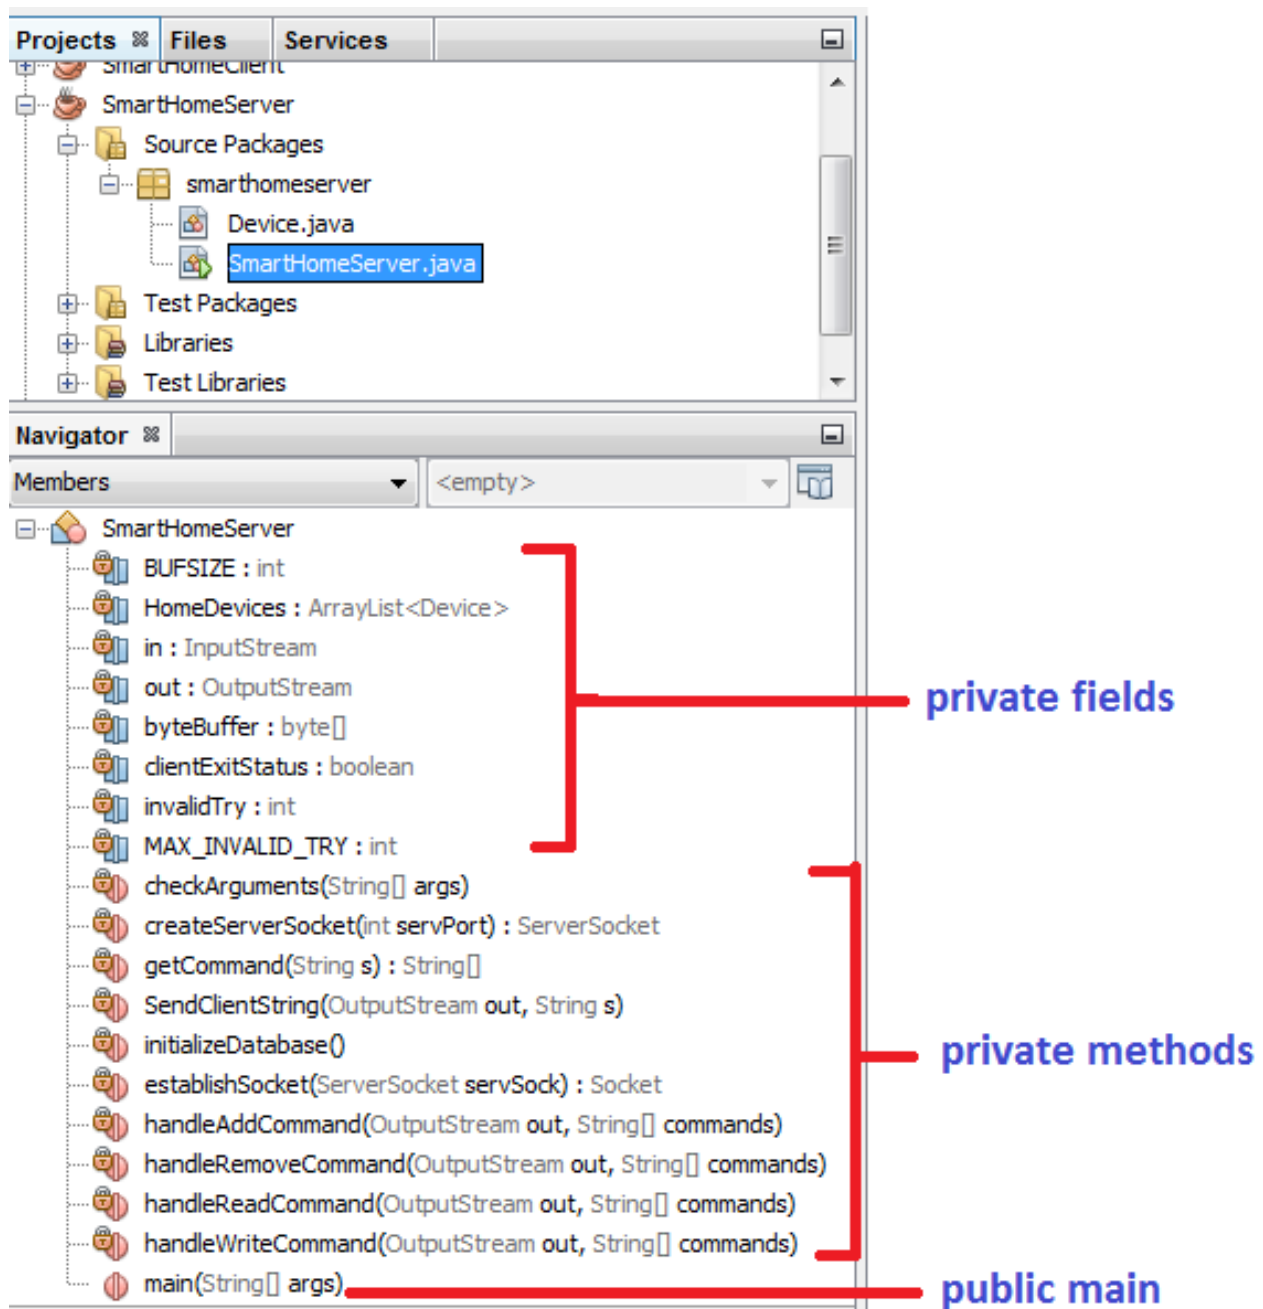 Projects Files Services
SmartHomeClient
SmartHomeServer
Source Packages
smarthomeserver
Device.java
SmartHomeServer.java
Test Packages
Libraries
Test Libraries
Navigator
Members <empty>
SmartHomeServer
BUFSIZE : int
HomeDevices : ArrayList<Device>
in : InputStream
out : OutputStream
private fields
byteBuffer : byte[]
clientExitStatus : boolean
invalidTry : int
MAX_INVALID_TRY : int
checkArguments(String[] args)
createServerSocket(int servPort) : ServerSocket
getCommand(String s) : String[]
SendClientString(OutputStream out, String s)
initializeDatabase()
private methods
establishSocket(ServerSocket servSock) : Socket
handleAddCommand(OutputStream out, String[] commands)
handleRemoveCommand(OutputStream out, String[] commands)
handleReadCommand(OutputStream out, String[] commands)
handleWriteCommand(OutputStream out, String[] commands)
main(String[] args)
public main